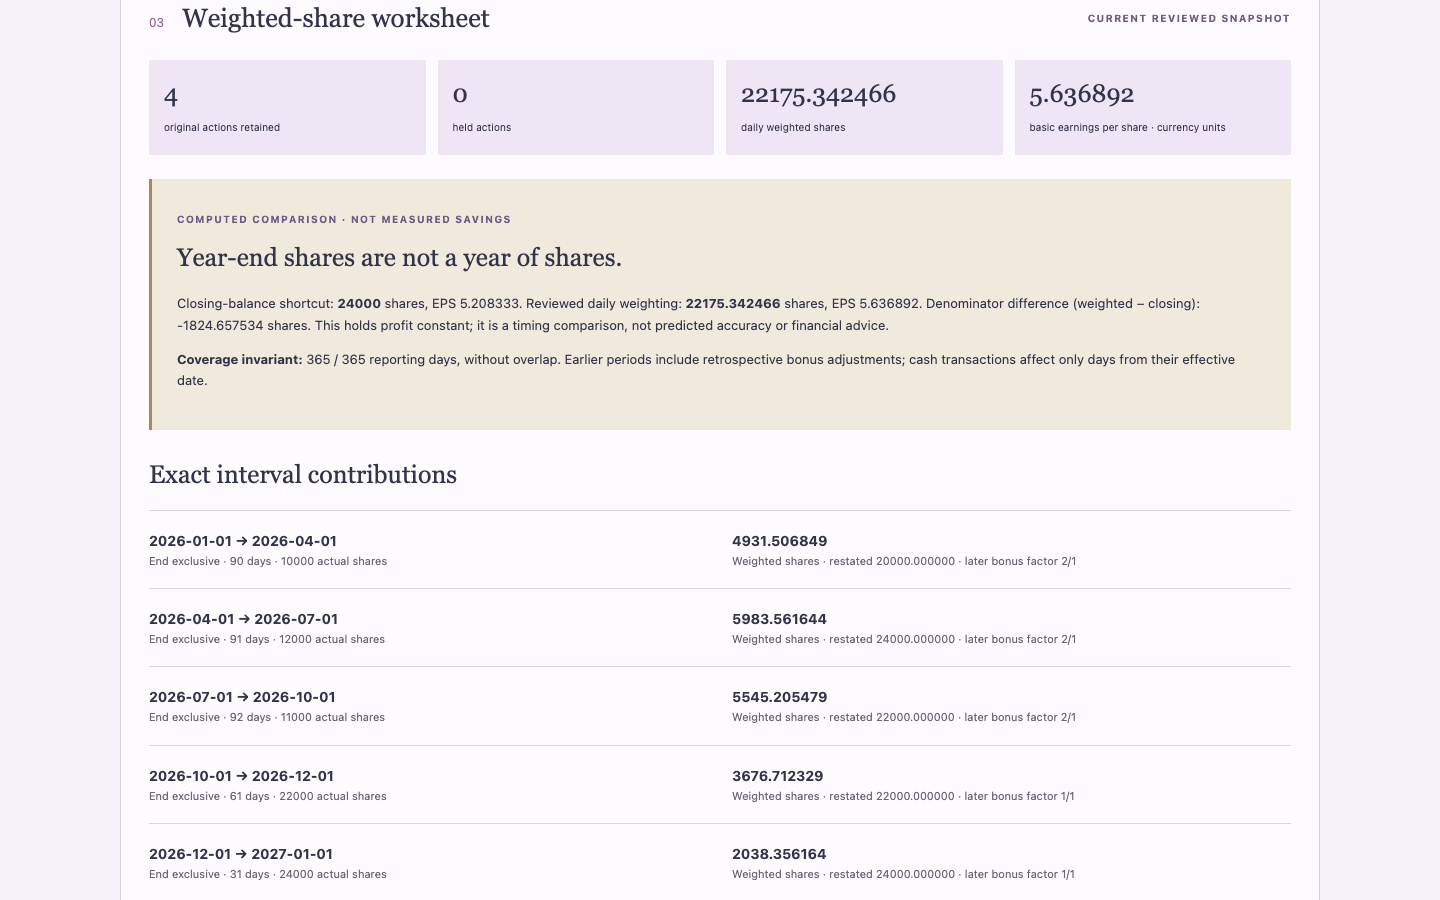 03 Weighted-share worksheet
CURRENT REVIEWED SNAPSHOT
4
original actions retained
0
held actions
22175.342466
daily weighted shares
5.636892
basic earnings per share · currency units
COMPUTED COMPARISON · NOT MEASURED SAVINGS
Year-end shares are not a year of shares.
Closing-balance shortcut: 24000 shares, EPS 5.208333. Reviewed daily weighting: 22175.342466 shares, EPS 5.636892. Denominator difference (weighted − closing):
-1824.657534 shares. This holds profit constant; it is a timing comparison, not predicted accuracy or financial advice.
Coverage invariant: 365 / 365 reporting days, without overlap. Earlier periods include retrospective bonus adjustments; cash transactions affect only days from their effective
date.
Exact interval contributions
2026-01-01 → 2026-04-01
End exclusive · 90 days · 10000 actual shares
4931.506849
Weighted shares · restated 20000.000000 · later bonus factor 2/1
2026-04-01 → 2026-07-01
End exclusive · 91 days · 12000 actual shares
5983.561644
Weighted shares · restated 24000.000000 · later bonus factor 2/1
2026-07-01 → 2026-10-01
End exclusive · 92 days · 11000 actual shares
5545.205479
Weighted shares · restated 22000.000000 · later bonus factor 2/1
2026-10-01 → 2026-12-01
End exclusive · 61 days · 22000 actual shares
3676.712329
Weighted shares · restated 22000.000000 · later bonus factor 1/1
2026-12-01 → 2027-01-01
End exclusive · 31 days · 24000 actual shares
2038.356164
Weighted shares · restated 24000.000000 · later bonus factor 1/1